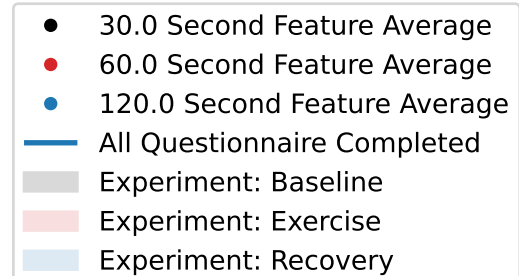 30.0 Second Feature Average
60.0 Second Feature Average
120.0 Second Feature Average
All Questionnaire Completed
Experiment: Baseline
Experiment: Exercise
Experiment: Recovery